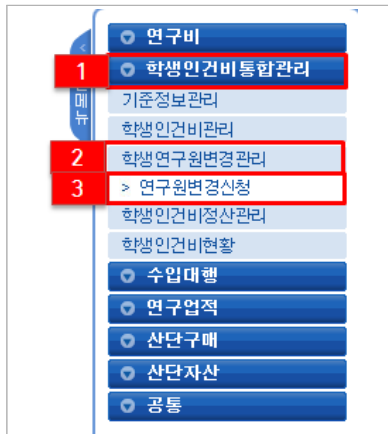 연구비
1 학생인건비통합관리
메뉴
기준정보관리
학생인건비관리
2 학생연구원변경관리
3 > 연구원변경신청
학생인건비정산관리
학생인건비현황
수입대행
연구업적
산단구매
산단자산
공통